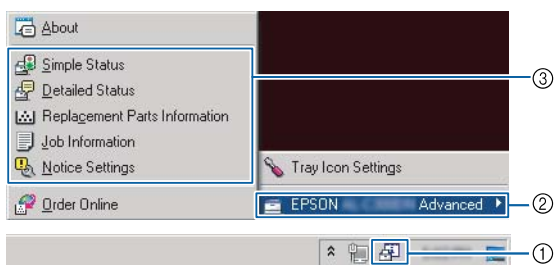 About
Simple Status
Detailed Status
Replacement Parts Information
Job Information
Notice Settings
Order Online
Tray Icon Settings
EPSON Advanced
③
②
①